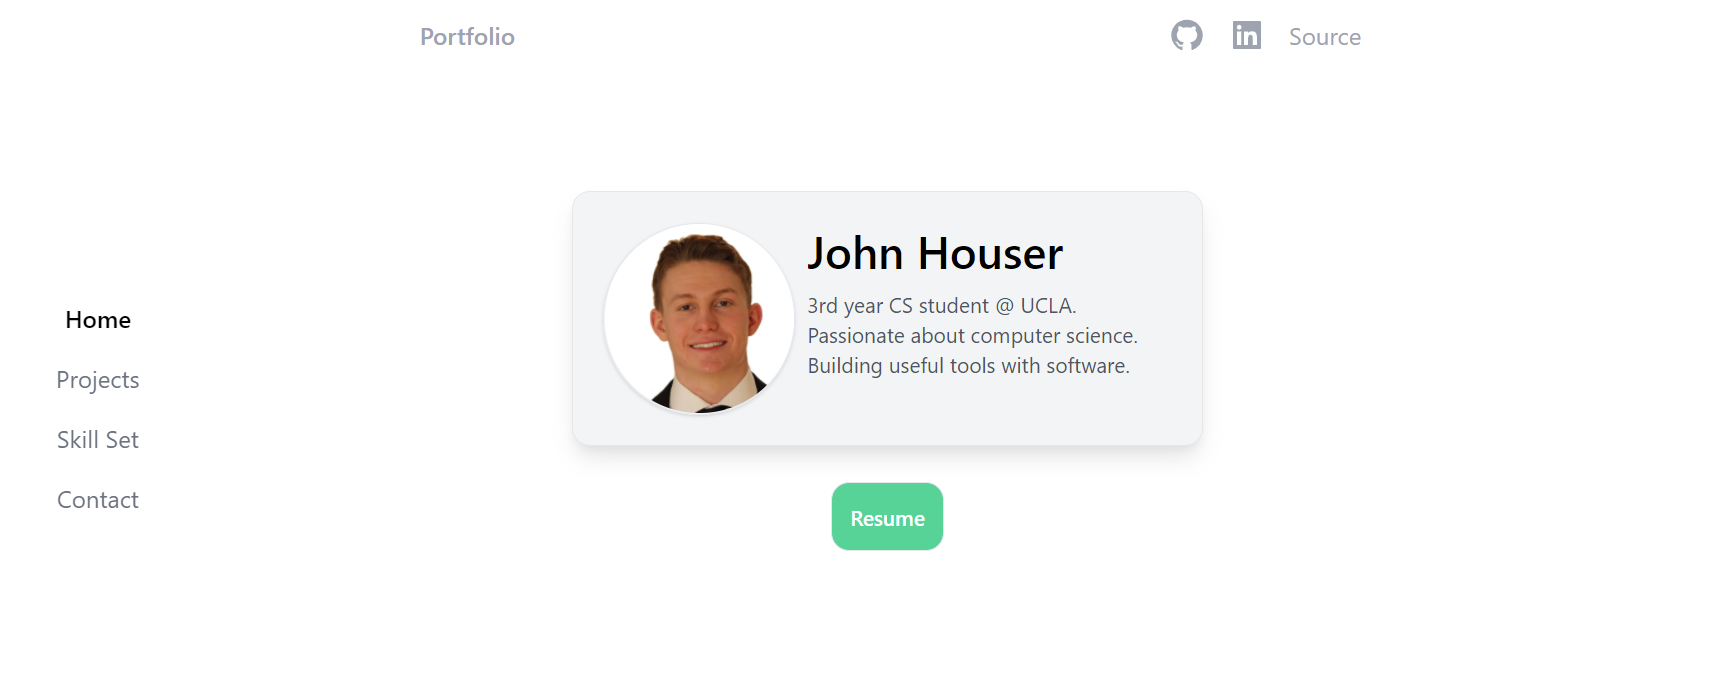 Portfolio
Source
Home
Projects
Skill Set
Contact
John Houser
3rd year CS student @ UCLA.
Passionate about computer science.
Building useful tools with software.
Resume